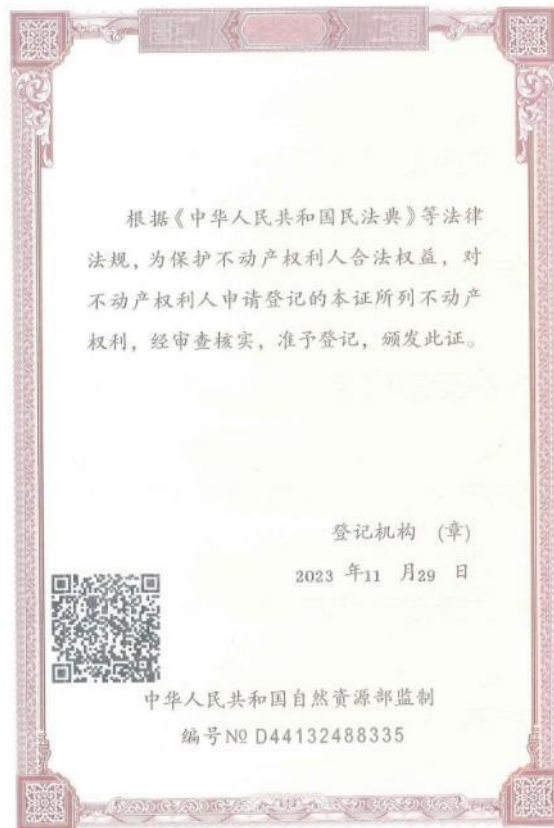 根据《中华人民共和国民法典》等法律
法规，为保护不动产权利人合法权益，对
不动产权利人申请登记的本证所列不动产
权利，经审查核实，准予登记，颁发此证。
登记机构 (章)
2023 年11 月29 日
中华人民共和国自然资源部监制
编号№ D44132488335